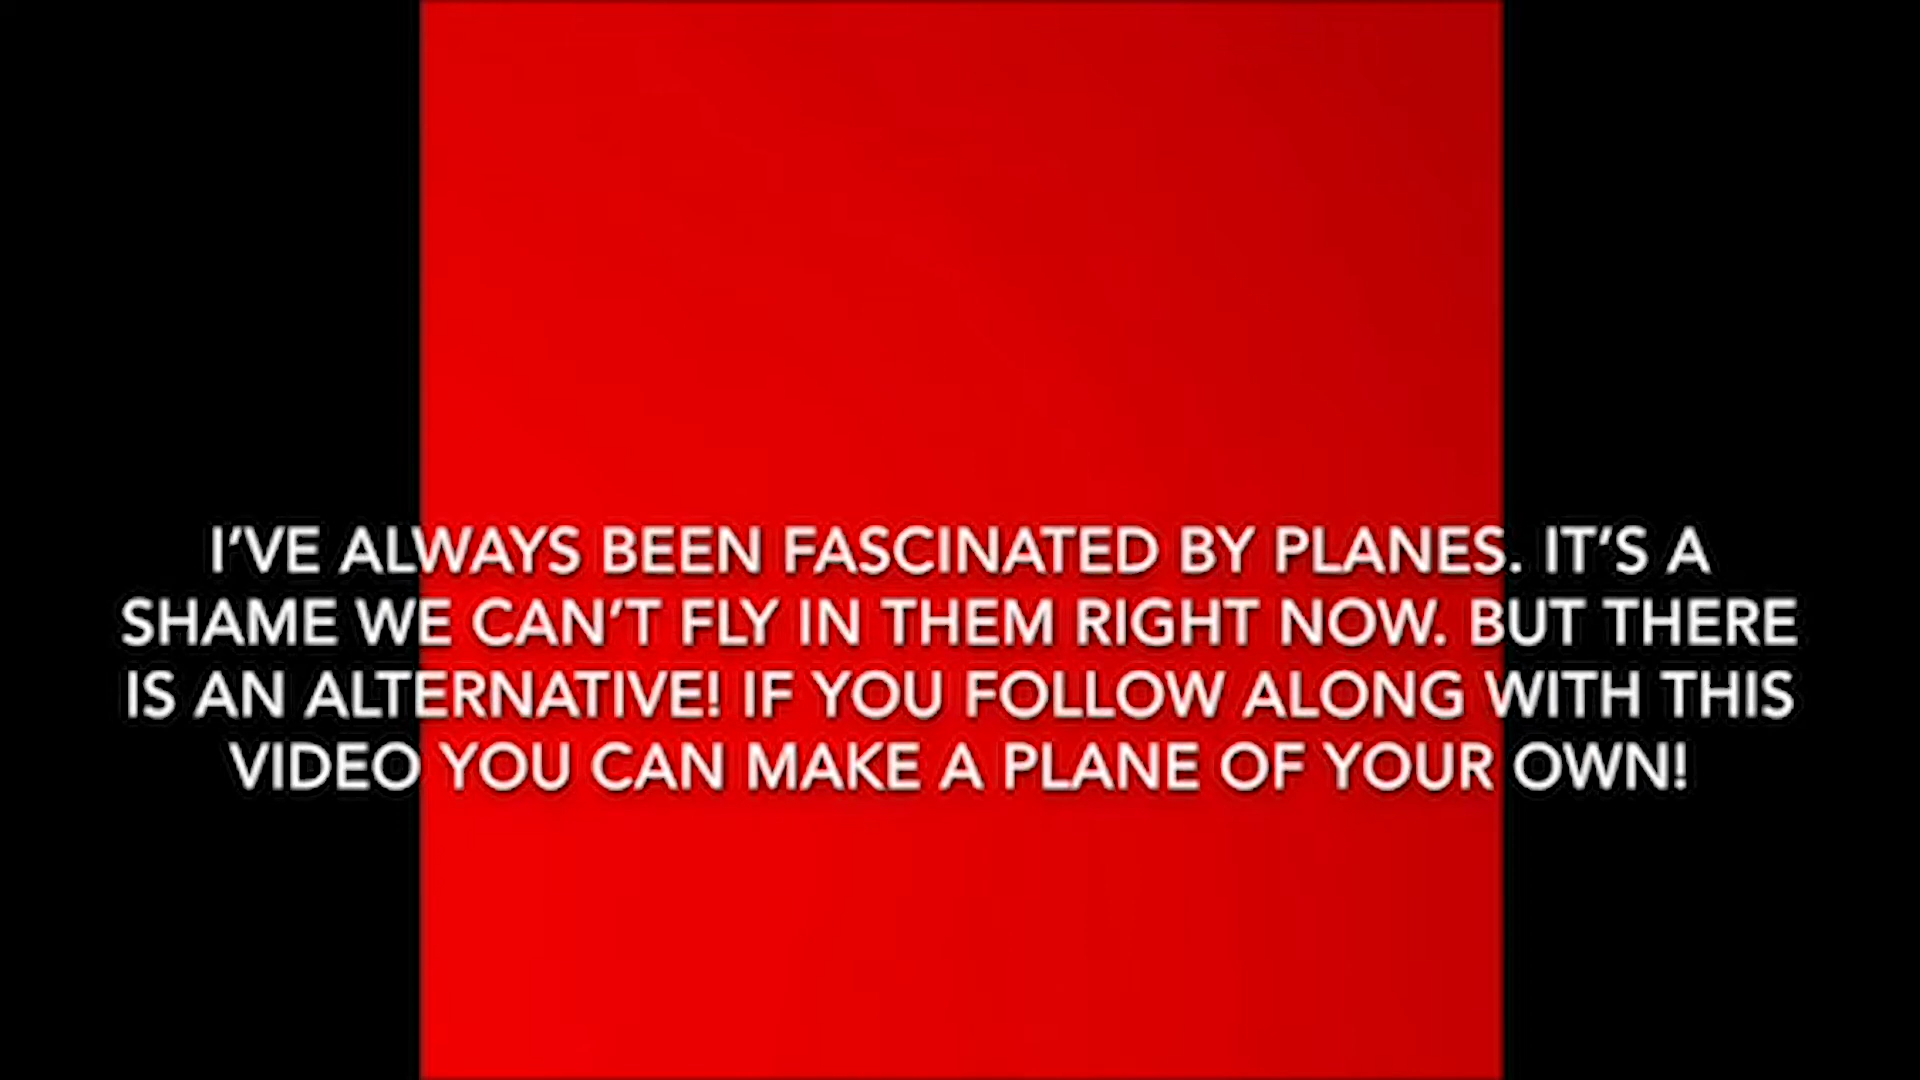 I’VE ALWAYS BEEN FASCINATED BY PLANES. IT’S A
SHAME WE CAN’T FLY IN THEM RIGHT NOW. BUT THERE
IS AN ALTERNATIVE! IF YOU FOLLOW ALONG WITH THIS
VIDEO YOU CAN MAKE A PLANE OF YOUR OWN!